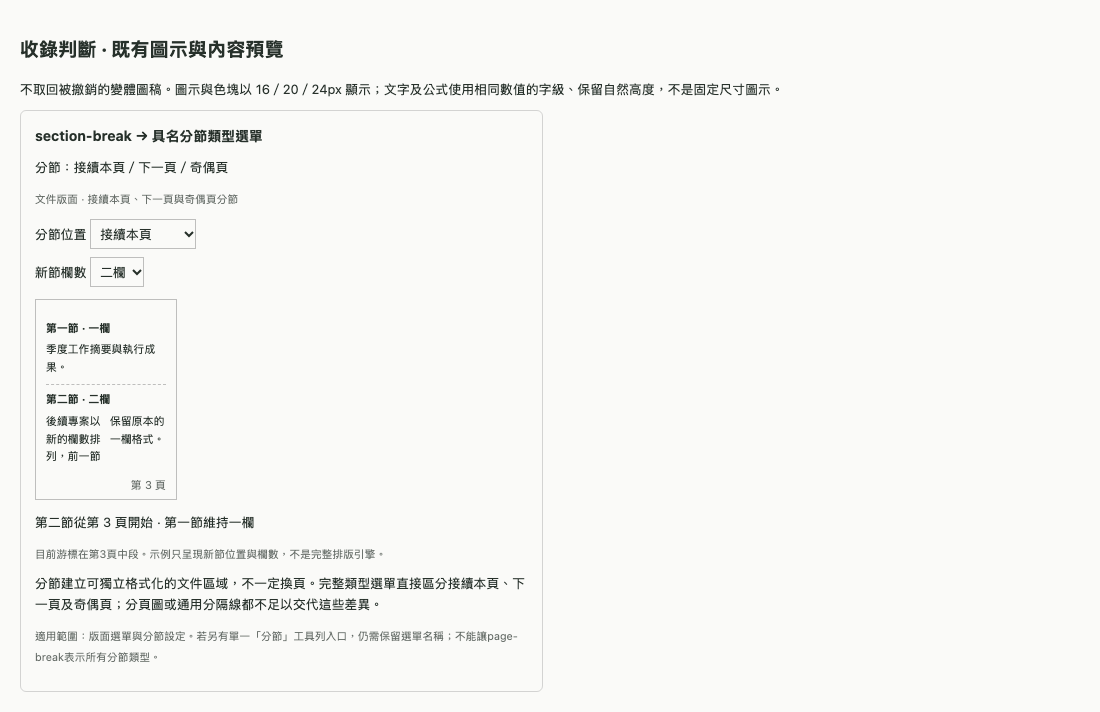 收錄判斷 · 既有圖示與內容預覽
不取回被撤銷的變體圖稿。圖示與色塊以 16 / 20 / 24px 顯示；文字及公式使用相同數值的字級、保留自然高度，不是固定尺寸圖示。
section-break → 具名分節類型選單
分節：接續本頁 / 下一頁 / 奇偶頁
文件版面 · 接續本頁、下一頁與奇偶頁分節
分節位置 接續本頁
新節欄數 二欄
第一節 · 一欄
季度工作摘要與執行成
果。
第二節 · 二欄
後續專案以
新的欄數排
列，前一節
保留原本的
一欄格式。
第 3 頁
第二節從第 3 頁開始 · 第一節維持一欄
目前游標在第3頁中段。示例只呈現新節位置與欄數，不是完整排版引擎。
分節建立可獨立格式化的文件區域，不一定換頁。完整類型選單直接區分接續本頁、下
一頁及奇偶頁；分頁圖或通用分隔線都不足以交代這些差異。
適用範圍：版面選單與分節設定。若另有單一「分節」工具列入口，仍需保留選單名稱；不能讓page-
break表示所有分節類型。